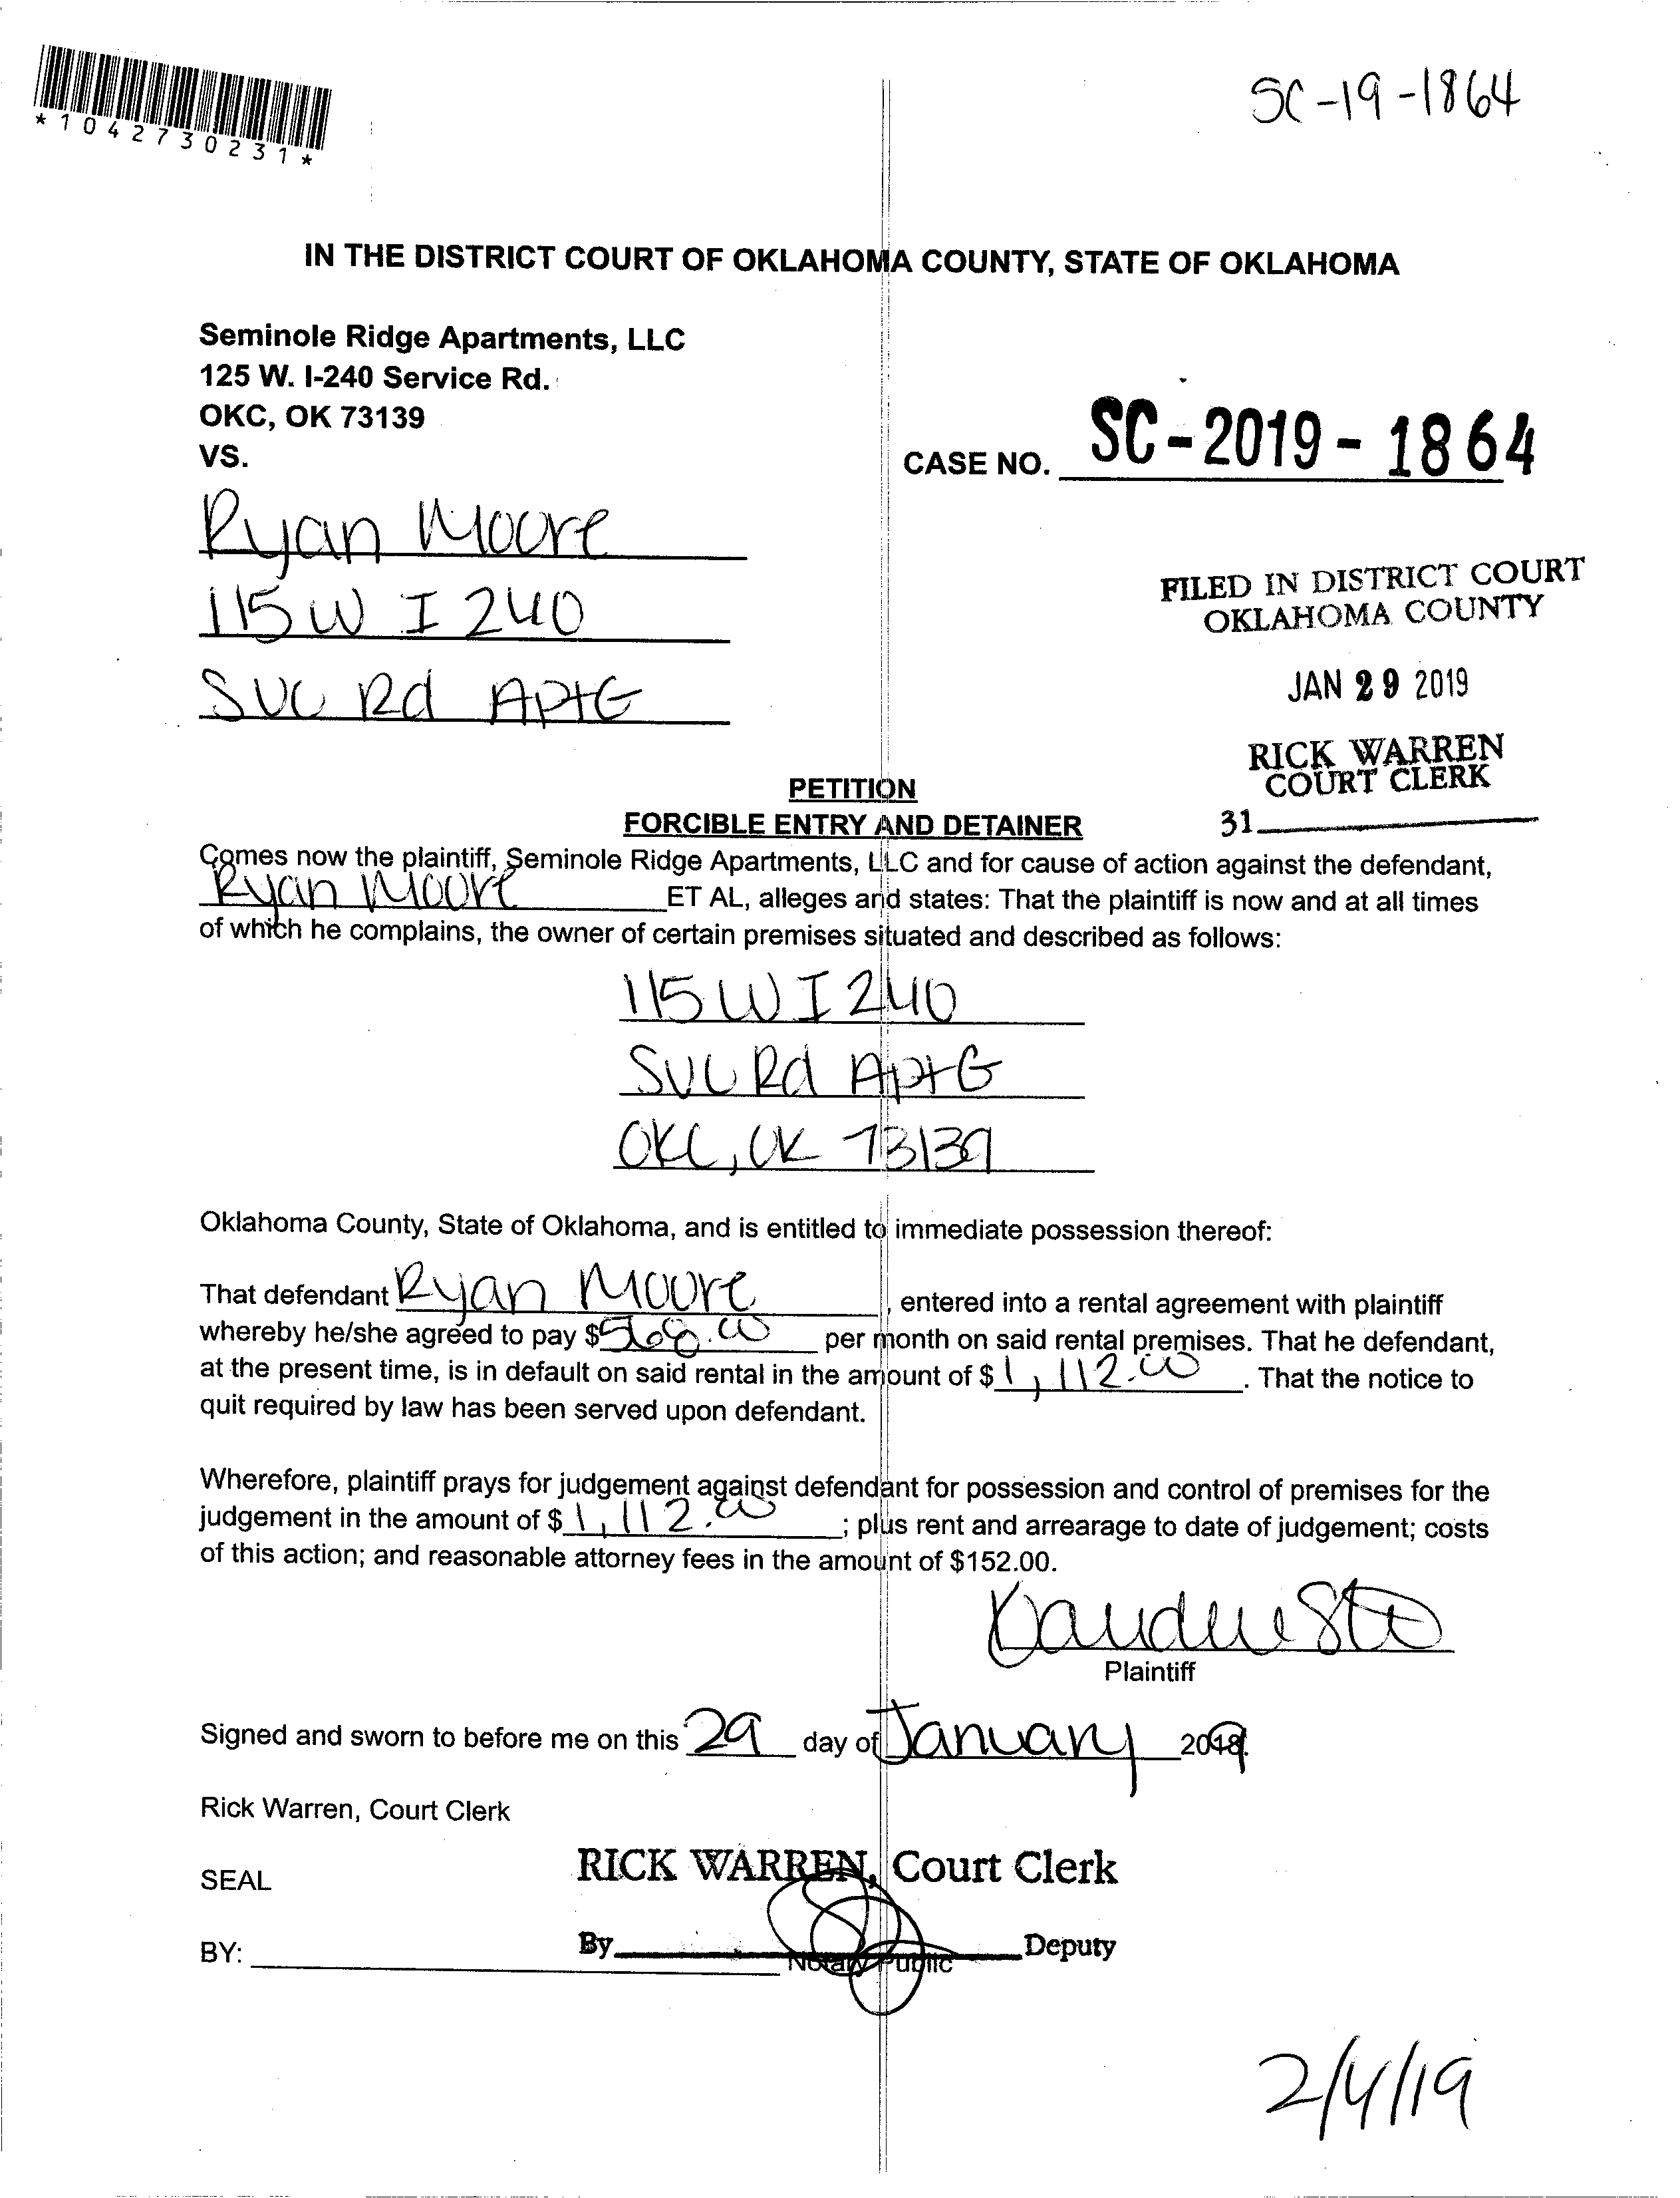 *1042730231*
SC-19-1864
IN THE DISTRICT COURT OF OKLAHOMA COUNTY, STATE OF OKLAHOMA
Seminole Ridge Apartments, LLC
125 W. I-240 Service Rd.
OKC, OK 73139
VS.
CASE NO. SC-2019-1864
Ryan Moore
115 W I 240
SVC Rd Apt G
FILED IN DISTRICT COURT
OKLAHOMA COUNTY
JAN 29 2019
RICK WARREN
COURT CLERK
31
PETITION
FORCIBLE ENTRY AND DETAINER
Comes now the plaintiff, Seminole Ridge Apartments, LLC and for cause of action against the defendant,
Ryan Moore ET AL, alleges and states: That the plaintiff is now and at all times
of which he complains, the owner of certain premises situated and described as follows:
115 W I 240
SVC Rd Apt G
OKC, OK 73139
Oklahoma County, State of Oklahoma, and is entitled to immediate possession thereof:
That defendant Ryan Moore, entered into a rental agreement with plaintiff
whereby he/she agreed to pay $568.00 per month on said rental premises. That he defendant,
at the present time, is in default on said rental in the amount of $1,112.00. That the notice to
quit required by law has been served upon defendant.
Wherefore, plaintiff prays for judgement against defendant for possession and control of premises for the
judgement in the amount of $1,112.00; plus rent and arrearage to date of judgement; costs
of this action; and reasonable attorney fees in the amount of $152.00.
Plaintiff
Signed and sworn to before me on this 29 day of January 2019.
Rick Warren, Court Clerk
SEAL
RICK WARREN, Court Clerk
BY:
By Deputy
Notary Public
2/4/19